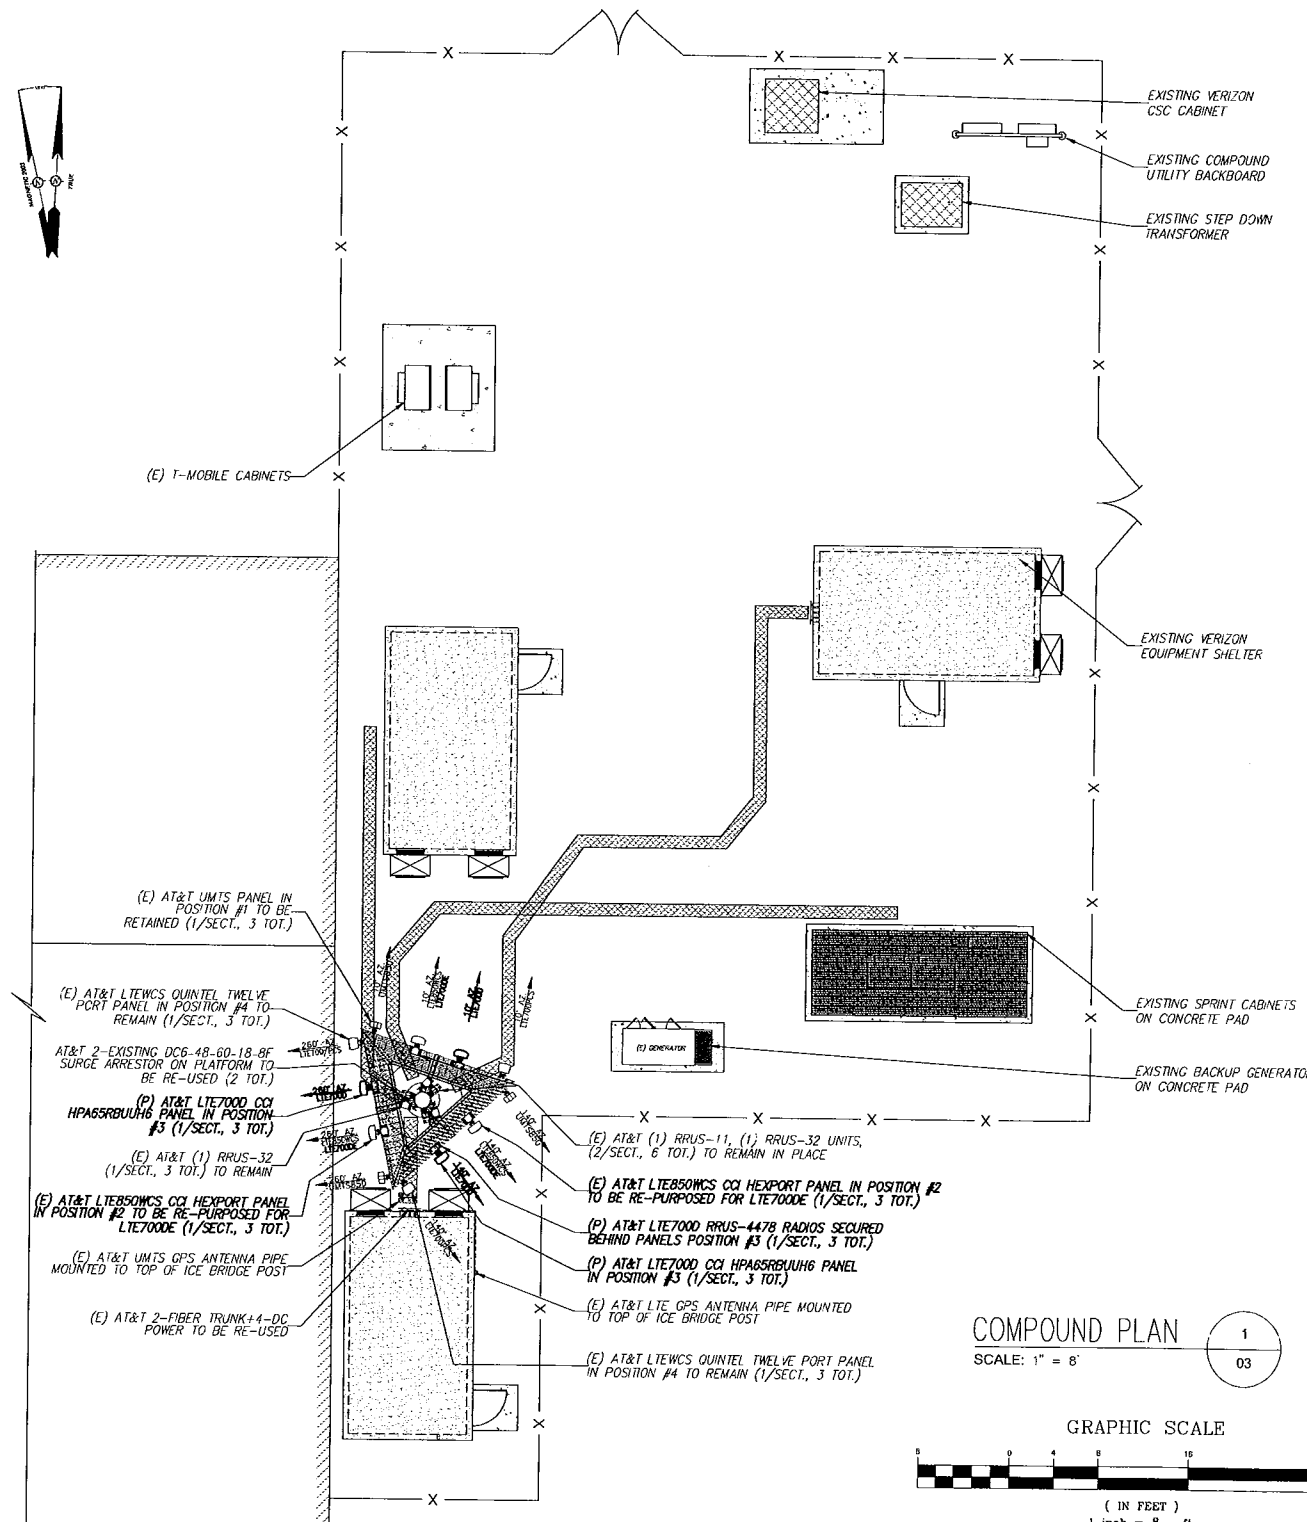 EXISTING VERIZON
CSC CABINET
EXISTING COMPOUND
UTILITY BACKBOARD
TRUE
EXISTING STEP DOWN
TRANSFORMER
(E) T-MOBILE CABINETS
EXISTING VERIZON
EQUIPMENT SHELTER
(E) AT&T UMTS PANEL IN
POSITION #1 TO BE
RETAINED (1/SECT., 3 TOT.)
(E) AT&T LTEWCS QUINTEL TWELVE
PORT PANEL IN POSITION #4 TO
REMAIN (1/SECT., 3 TOT.)
AT&T 2-EXISTING DC6-48-60-18-8F
SURGE ARRESTOR ON PLATFORM TO
BE RE-USED (2 TOT.)
(P) AT&T LTE700D CCI
HPA65RBUUH6 PANEL IN POSITION
#3 (1/SECT., 3 TOT.)
(E) AT&T (1) RRUS-32
(1/SECT., 3 TOT.) TO REMAIN
(E) AT&T LTE850WCS CCI HEXPORT PANEL
IN POSITION #2 TO BE RE-PURPOSED FOR
LTE700DE (1/SECT., 3 TOT.)
(E) AT&T UMTS GPS ANTENNA PIPE
MOUNTED TO TOP OF ICE BRIDGE POST
(E) AT&T 2-FIBER TRUNK+4-DC
POWER TO BE RE-USED
(E) GENERATOR
EXISTING SPRINT CABINETS
ON CONCRETE PAD
EXISTING BACKUP GENERATOR
ON CONCRETE PAD
(E) AT&T (1) RRUS-11, (1) RRUS-32 UNITS,
(2/SECT., 6 TOT.) TO REMAIN IN PLACE
(E) AT&T LTE850WCS CCI HEXPORT PANEL IN POSITION #2
TO BE RE-PURPOSED FOR LTE700DE (1/SECT., 3 TOT.)
(P) AT&T LTE700D RRUS-4478 RADIOS SECURED
BEHIND PANELS POSITION #3 (1/SECT., 3 TOT.)
(P) AT&T LTE700D CCI HPA65RBUUH6 PANEL
IN POSITION #3 (1/SECT., 3 TOT.)
(E) AT&T LTE GPS ANTENNA PIPE MOUNTED
TO TOP OF ICE BRIDGE POST
(E) AT&T LTEWCS QUINTEL TWELVE PORT PANEL
IN POSITION #4 TO REMAIN (1/SECT., 3 TOT.)
COMPOUND PLAN
SCALE: 1" = 8'
1
03
GRAPHIC SCALE
8 0 4 8 16
( IN FEET )
1 inch = 8 ft.